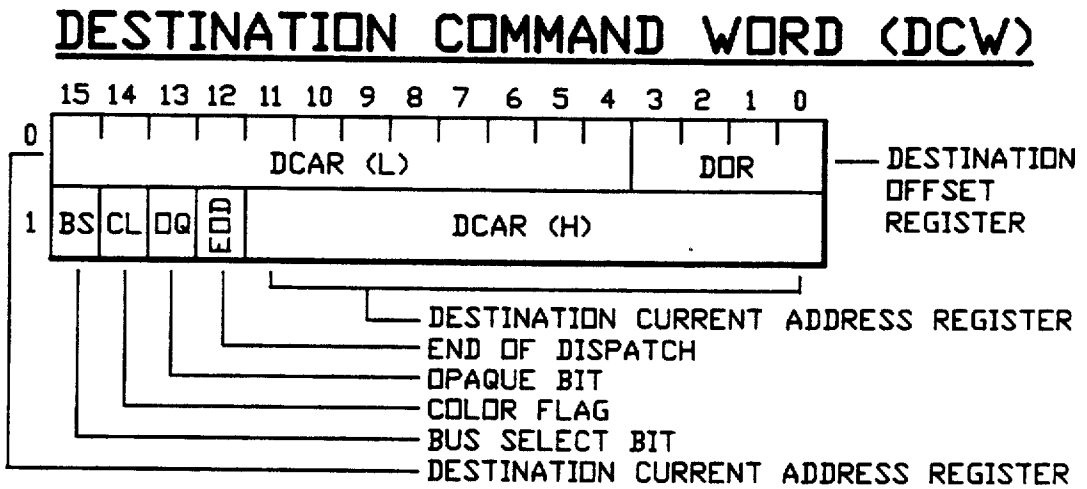 DESTINATION COMMAND WORD (DCW)
15 14 13 12 11 10 9 8 7 6 5 4 3 2 1 0
0 DCAR (L) DOR DESTINATION
OFFSET
1 BS CL OQ EOD DCAR (H) REGISTER
DESTINATION CURRENT ADDRESS REGISTER
END OF DISPATCH
OPAQUE BIT
COLOR FLAG
BUS SELECT BIT
DESTINATION CURRENT ADDRESS REGISTER